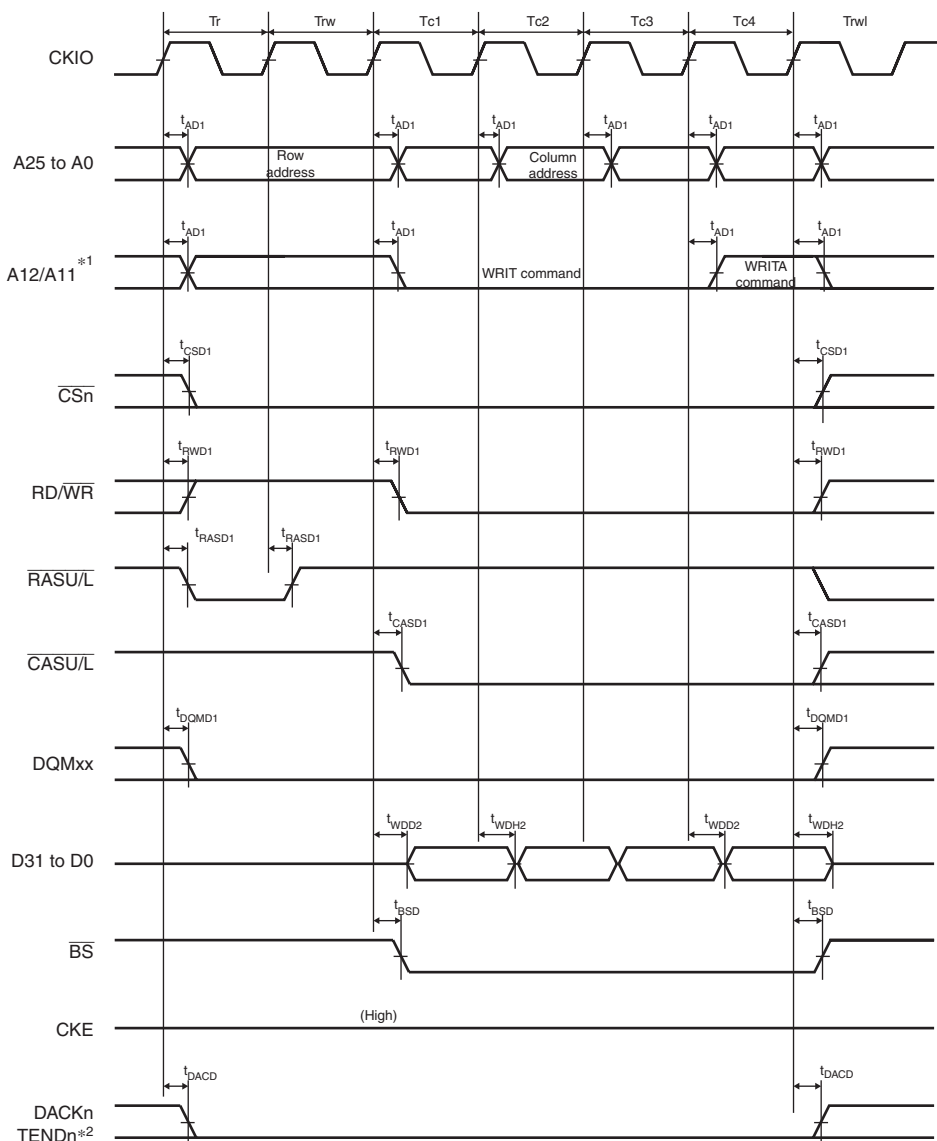 Tr Trw Tc1 Tc2 Tc3 Tc4 Trwl
CKIO
tAD1 tAD1 tAD1 tAD1 tAD1 tAD1
A25 to A0
Row
address
Column
address
tAD1 tAD1 tAD1 tAD1
A12/A11*1
WRIT command
WRITA
command
tCSD1 tCSD1
CSn
tRWD1 tRWD1 tRWD1
RD/WR
tRASD1 tRASD1
RASU/L
tCASD1 tCASD1
CASU/L
tDQMD1 tDQMD1
DQMxx
tWDD2 tWDH2 tWDD2 tWDH2
D31 to D0
tBSD tBSD
BS
(High)
CKE
tDACD tDACD
DACKn
TENDn*2